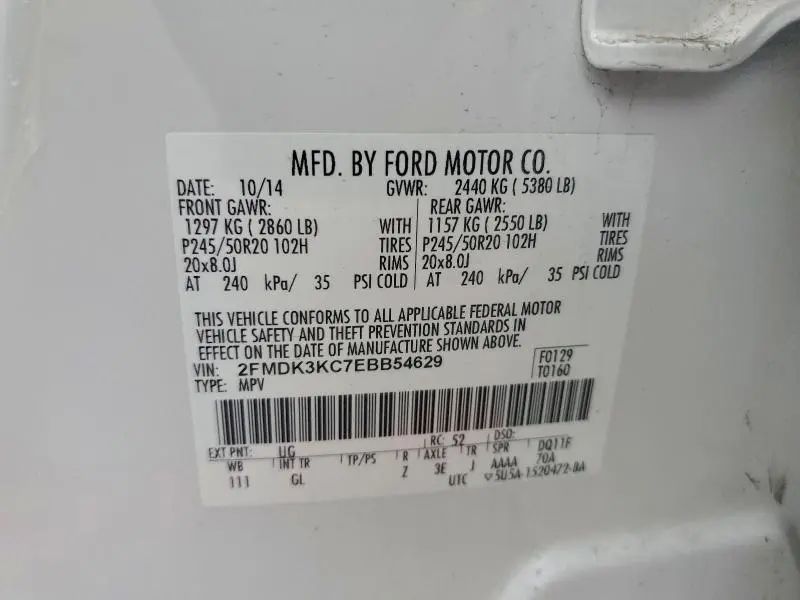 MFD. BY FORD MOTOR CO.
DATE: 10/14 GVWR: 2440 KG ( 5380 LB)
FRONT GAWR: REAR GAWR:
1297 KG ( 2860 LB) WITH 1157 KG ( 2550 LB) WITH
P245/50R20 102H TIRES P245/50R20 102H TIRES
20x8.0J RIMS 20x8.0J RIMS
AT 240 kPa/ 35 PSI COLD AT 240 kPa/ 35 PSI COLD
THIS VEHICLE CONFORMS TO ALL APPLICABLE FEDERAL MOTOR
VEHICLE SAFETY AND THEFT PREVENTION STANDARDS IN
EFFECT ON THE DATE OF MANUFACTURE SHOWN ABOVE.
VIN: 2FMDK3KC7EBB54629 F0129
TYPE: MPV T0160
EXT PNT: UG RC: 52 DSO:
WB INT TR TP/PS R AXLE TR SPR DQ11F
111 GL Z 3E J AAAA 70A
UTC ▽5U5A-1520472-BA